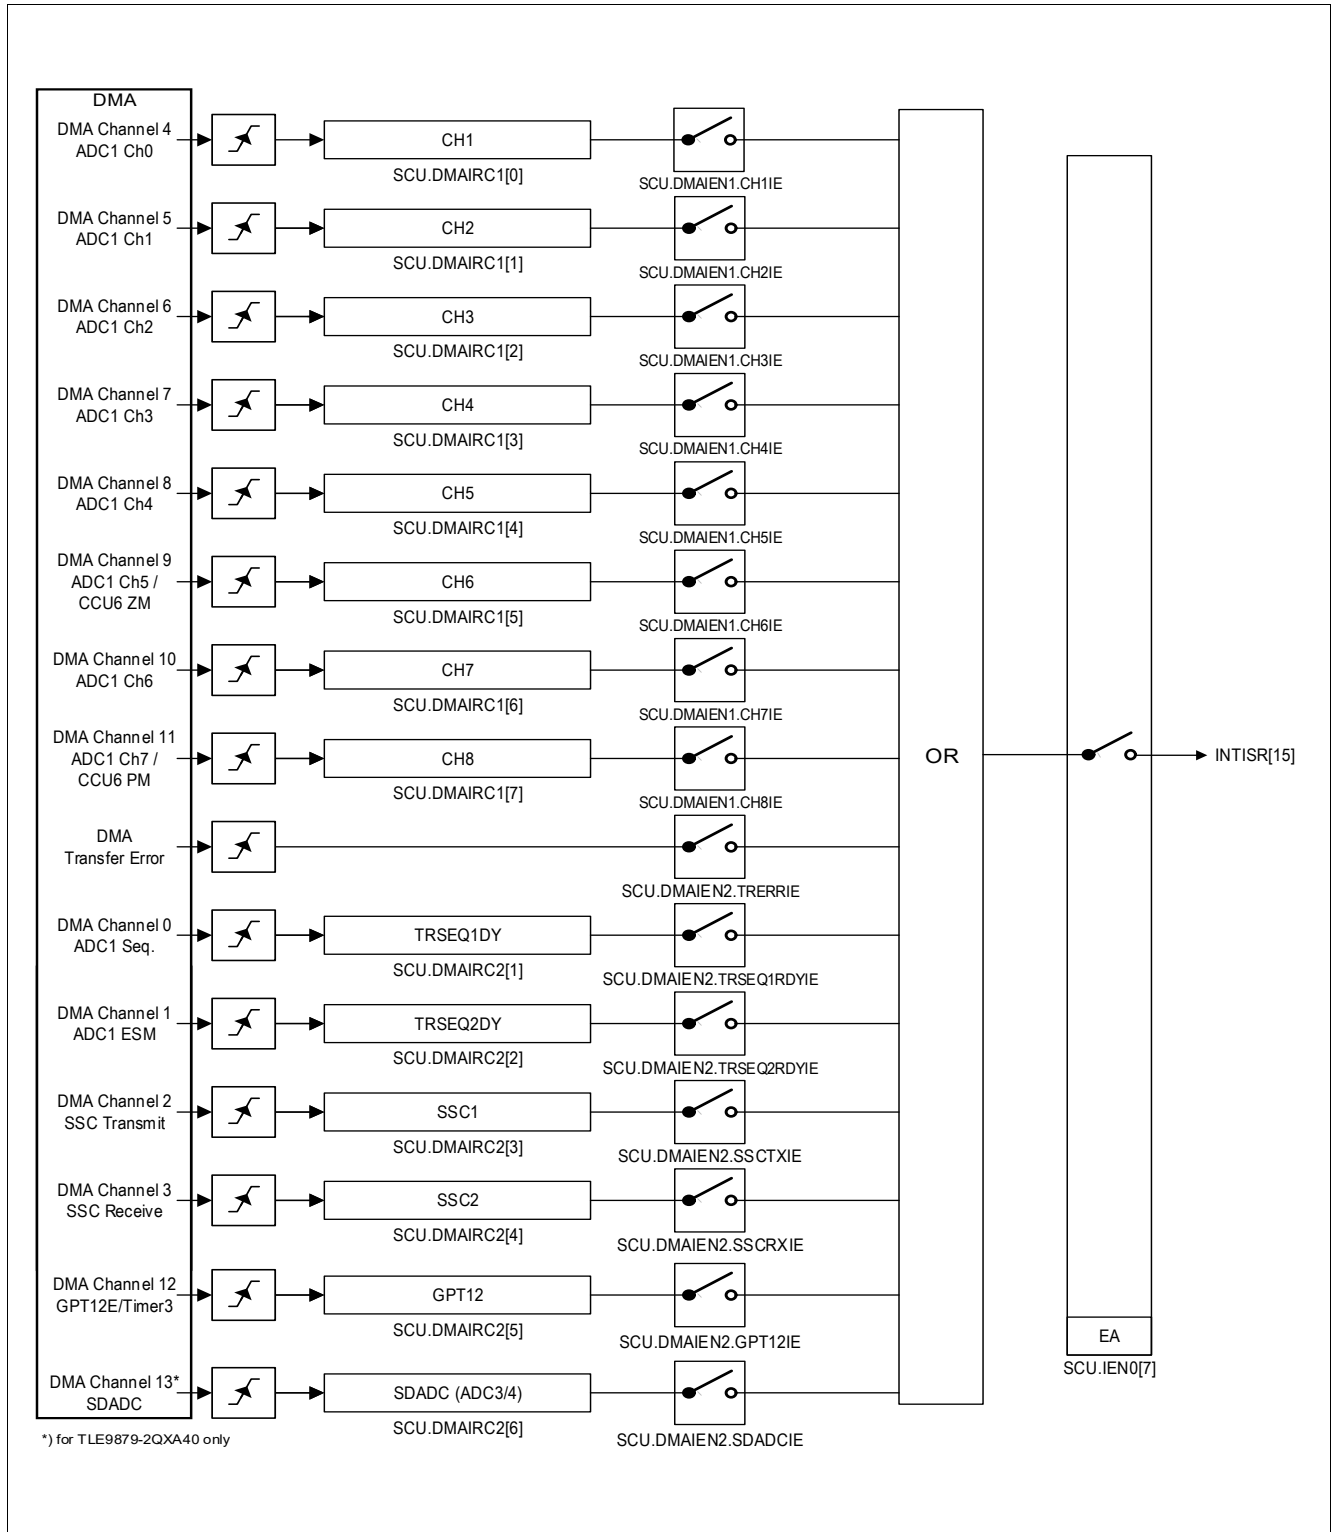 DMA
DMA Channel 4
ADC1 Ch0
CH1
SCU.DMAIRC1[0]
SCU.DMAIEN1.CH1IE
DMA Channel 5
ADC1 Ch1
CH2
SCU.DMAIRC1[1]
SCU.DMAIEN1.CH2IE
DMA Channel 6
ADC1 Ch2
CH3
SCU.DMAIRC1[2]
SCU.DMAIEN1.CH3IE
DMA Channel 7
ADC1 Ch3
CH4
SCU.DMAIRC1[3]
SCU.DMAIEN1.CH4IE
DMA Channel 8
ADC1 Ch4
CH5
SCU.DMAIRC1[4]
SCU.DMAIEN1.CH5IE
DMA Channel 9
ADC1 Ch5 /
CCU6 ZM
CH6
SCU.DMAIRC1[5]
SCU.DMAIEN1.CH6IE
DMA Channel 10
ADC1 Ch6
CH7
SCU.DMAIRC1[6]
SCU.DMAIEN1.CH7IE
DMA Channel 11
ADC1 Ch7 /
CCU6 PM
CH8
SCU.DMAIRC1[7]
SCU.DMAIEN1.CH8IE
OR
INTISR[15]
DMA
Transfer Error
SCU.DMAIEN2.TRERRIE
DMA Channel 0
ADC1 Seq.
TRSEQ1DY
SCU.DMAIRC2[1]
SCU.DMAIEN2.TRSEQ1RDYIE
DMA Channel 1
ADC1 ESM
TRSEQ2DY
SCU.DMAIRC2[2]
SCU.DMAIEN2.TRSEQ2RDYIE
DMA Channel 2
SSC Transmit
SSC1
SCU.DMAIRC2[3]
SCU.DMAIEN2.SSCTXIE
DMA Channel 3
SSC Receive
SSC2
SCU.DMAIRC2[4]
SCU.DMAIEN2.SSCRXIE
DMA Channel 12
GPT12E/Timer3
GPT12
SCU.DMAIRC2[5]
SCU.DMAIEN2.GPT12IE
EA
SCU.IEN0[7]
DMA Channel 13*
SDADC
SDADC (ADC3/4)
SCU.DMAIRC2[6]
SCU.DMAIEN2.SDADCIE
*) for TLE9879-2QXA40 only